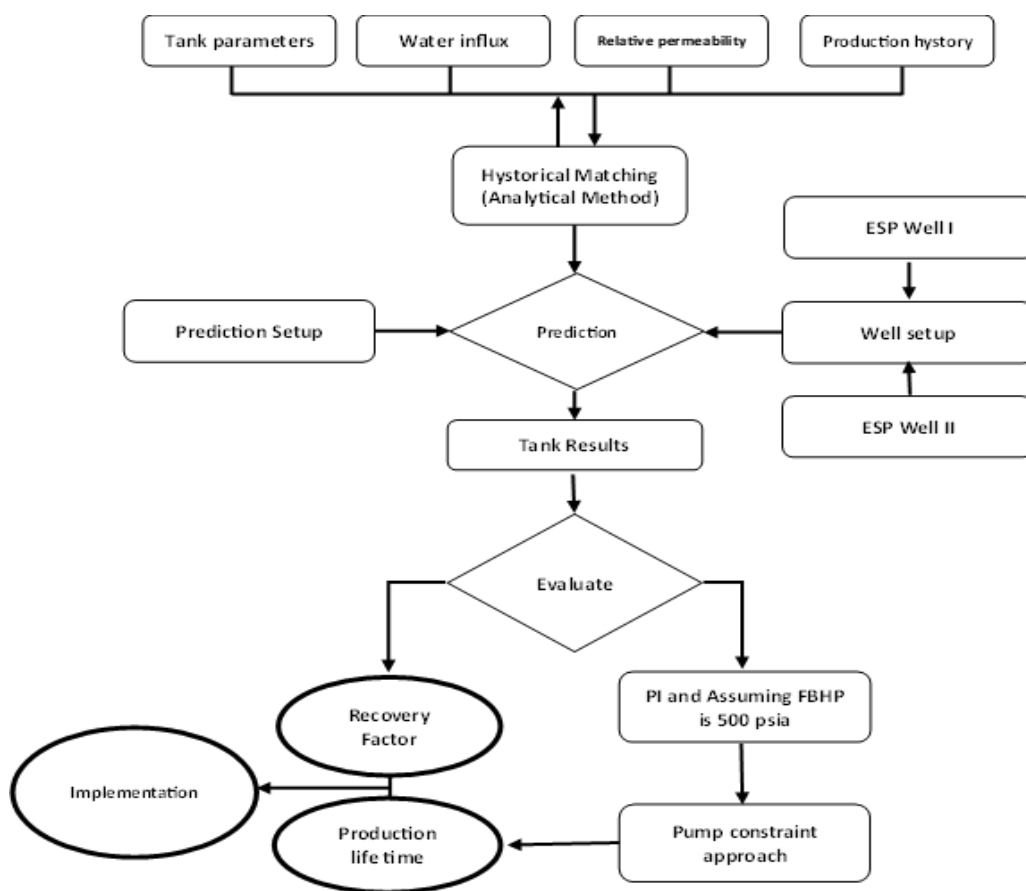 Tank parameters
Water influx
Relative permeability
Production hystory
Hystorical Matching
(Analytical Method)
ESP Well I
Prediction Setup
Prediction
Well setup
ESP Well II
Tank Results
Evaluate
Recovery
Factor
PI and Assuming FBHP
is 500 psia
Implementation
Production
life time
Pump constraint
approach